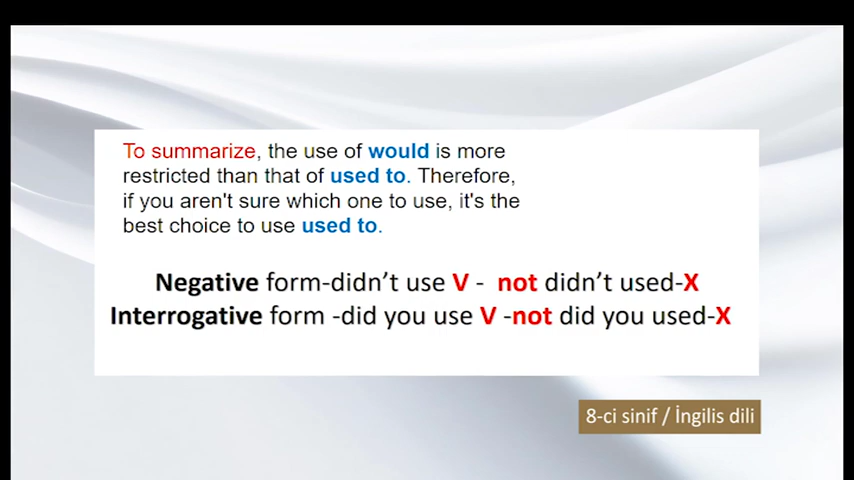 To summarize, the use of would is more
restricted than that of used to. Therefore,
if you aren't sure which one to use, it's the
best choice to use used to.
Negative form-didn't use V - not didn't used-X
Interrogative form -did you use V -not did you used-X
8-ci sinif / İngilis dili